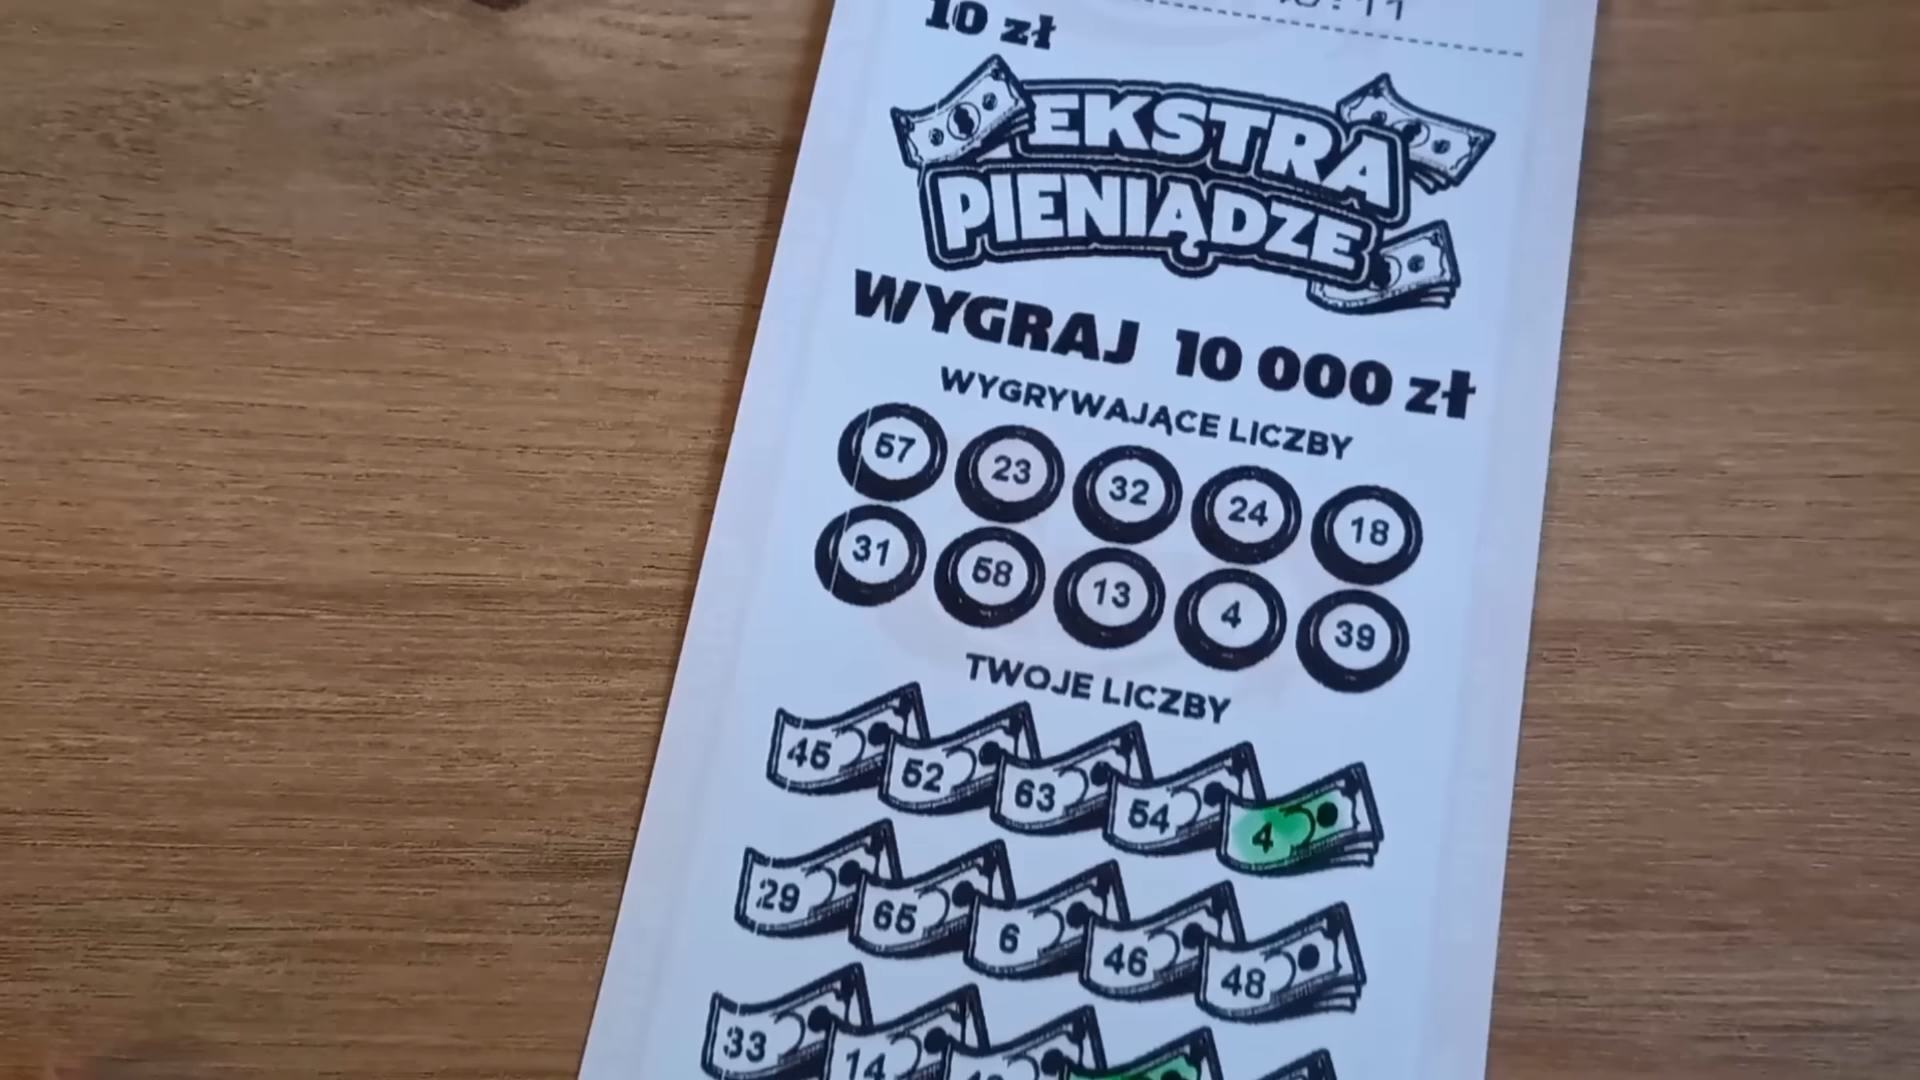 10 zł
EKSTRA
PIENIĄDZE
WYGRAJ 10 000 zł
WYGRYWAJĄCE LICZBY
57 23 32 24 18
31 58 13 4 39
TWOJE LICZBY
45 52 63 54 4
29 65 6 46 48
33 14